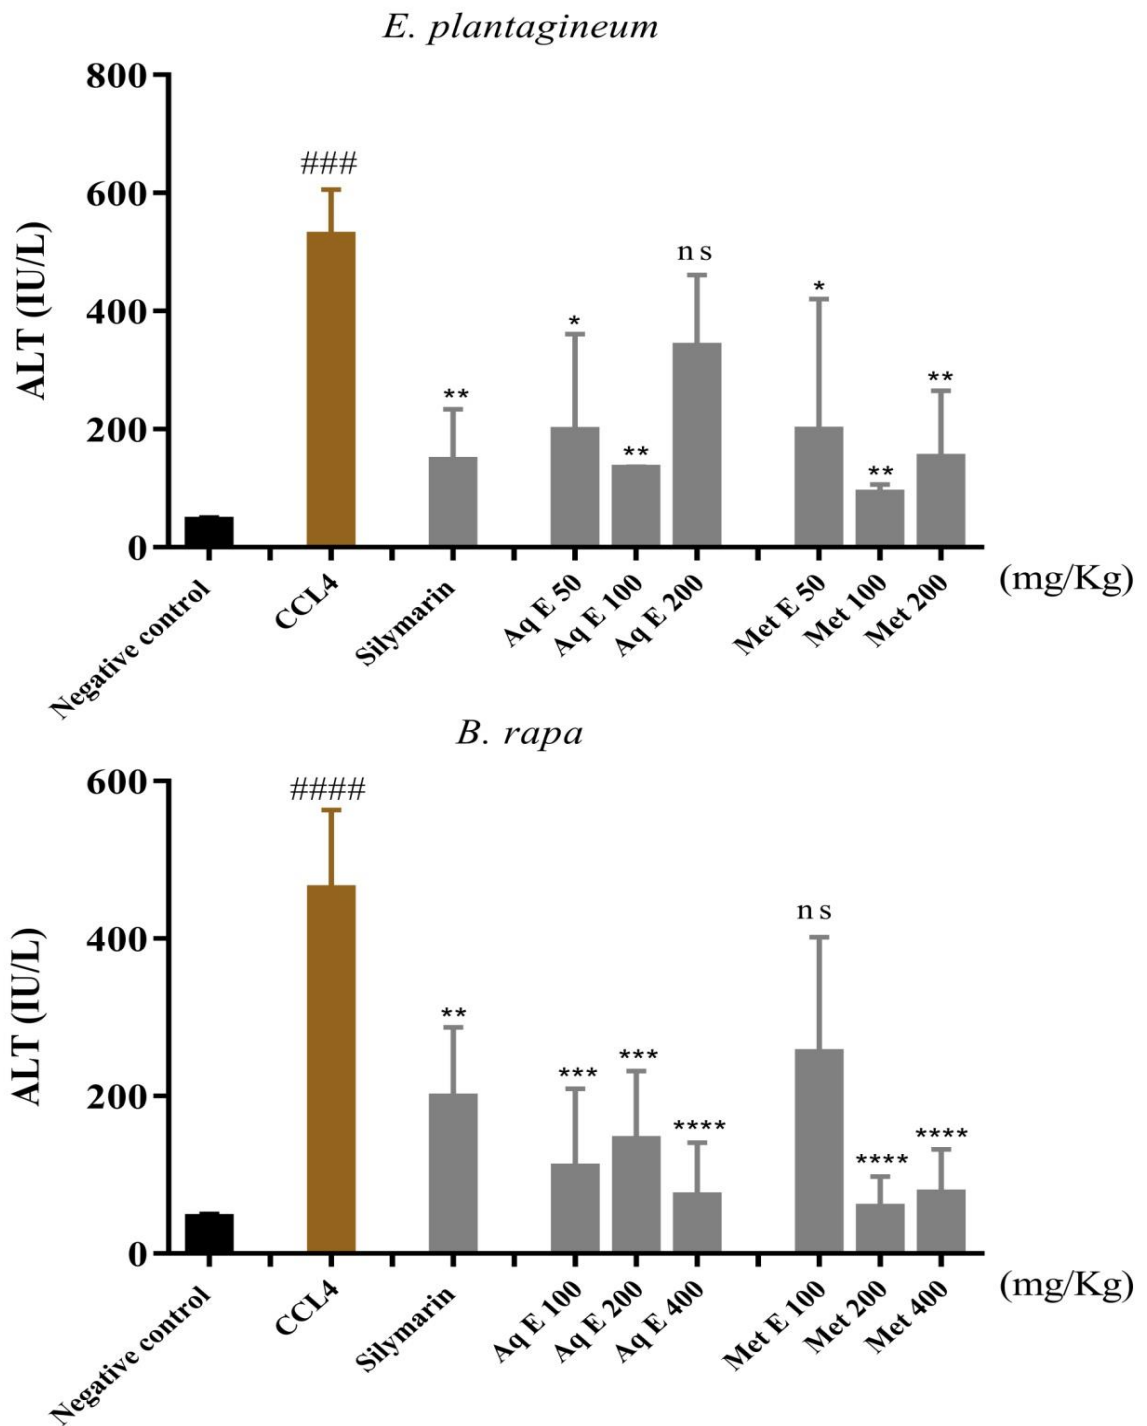 E. plantagineum
800
600
400
200
0
ALT (IU/L)
###
**
*
**
ns
*
**
**
Negative control
CCL4
Silymarin
Aq E 50
Aq E 100
Aq E 200
Met E 50
Met 100
Met 200
(mg/Kg)
B. rapa
600
400
200
0
ALT (IU/L)
####
**
***
***
****
ns
****
****
Negative control
CCL4
Silymarin
Aq E 100
Aq E 200
Aq E 400
Met E 100
Met 200
Met 400
(mg/Kg)